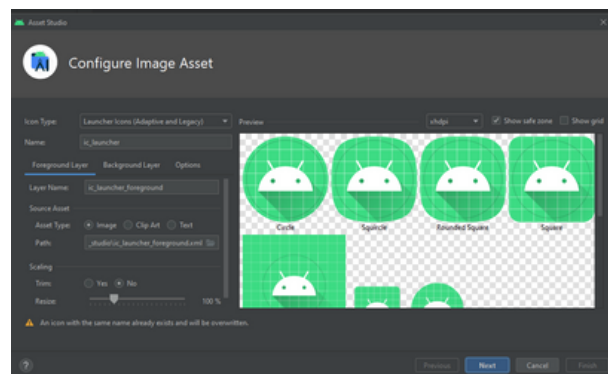 Asset Studio
Configure Image Asset
Icon Type: Launcher Icons (Adaptive and Legacy)
Name: ic_launcher
Foreground Layer Background Layer Options
Layer Name: ic_launcher_foreground
Source Asset
Asset Type: Image Clip Art Text
Path: _studio\ic_launcher_foreground.xml
Scaling
Trim: Yes No
Resize: 100 %
Preview xhdpi Show safe zone Show grid
Circle Squircle Rounded Square Square
An icon with the same name already exists and will be overwritten.
? Previous Next Cancel Finish